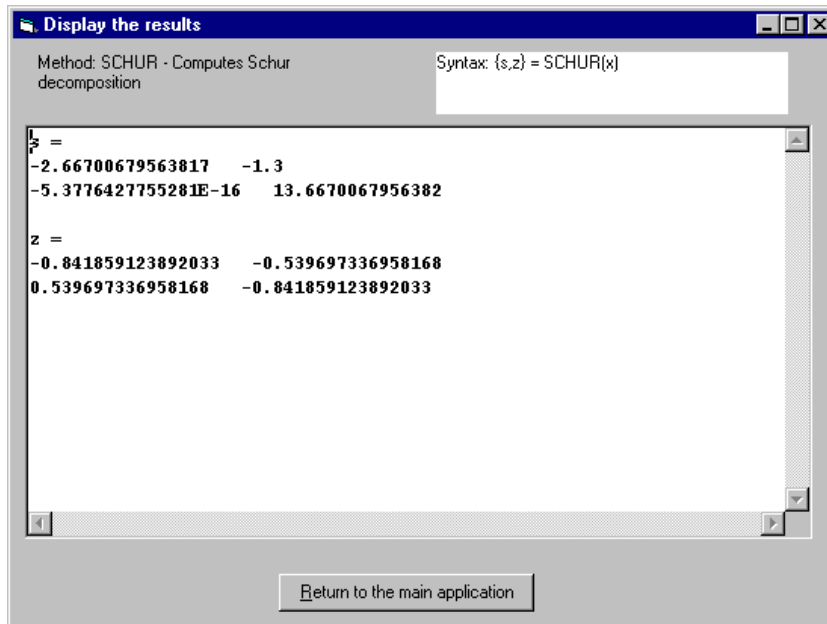 Display the results
Method: SCHUR - Computes Schur
decomposition
Syntax: {s,z} = SCHUR(x)
s =
-2.66700679563817   -1.3
-5.3776427755281E-16   13.6670067956382
z =
-0.841859123892033   -0.539697336958168
0.539697336958168   -0.841859123892033
Return to the main application